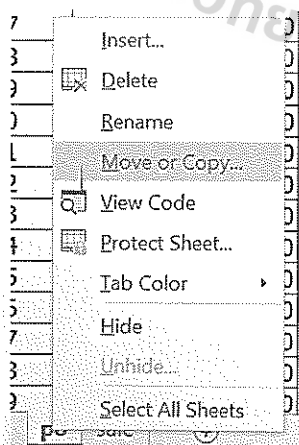 Insert...
Delete
Rename
Move or Copy...
View Code
Protect Sheet...
Tab Color
Hide
Unhide...
Select All Sheets